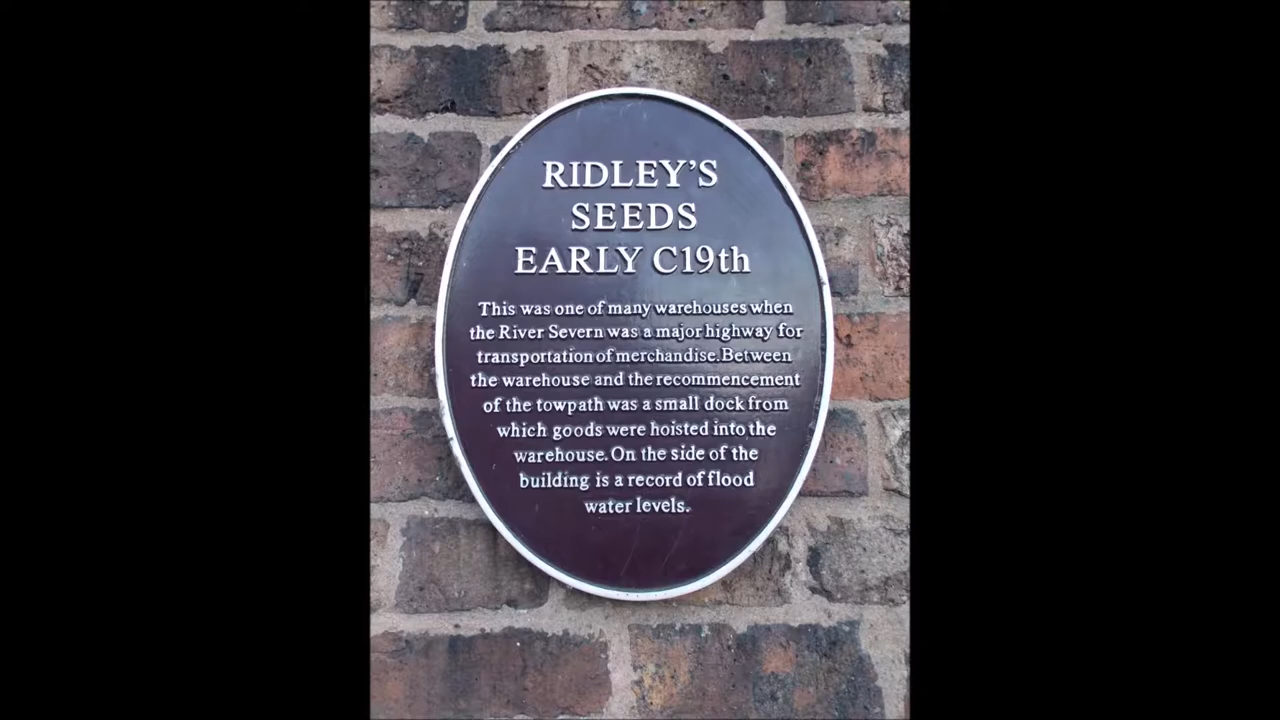 RIDLEY'S
SEEDS
EARLY C19th
This was one of many warehouses when
the River Severn was a major highway for
transportation of merchandise. Between
the warehouse and the recommencement
of the towpath was a small dock from
which goods were hoisted into the
warehouse. On the side of the
building is a record of flood
water levels.